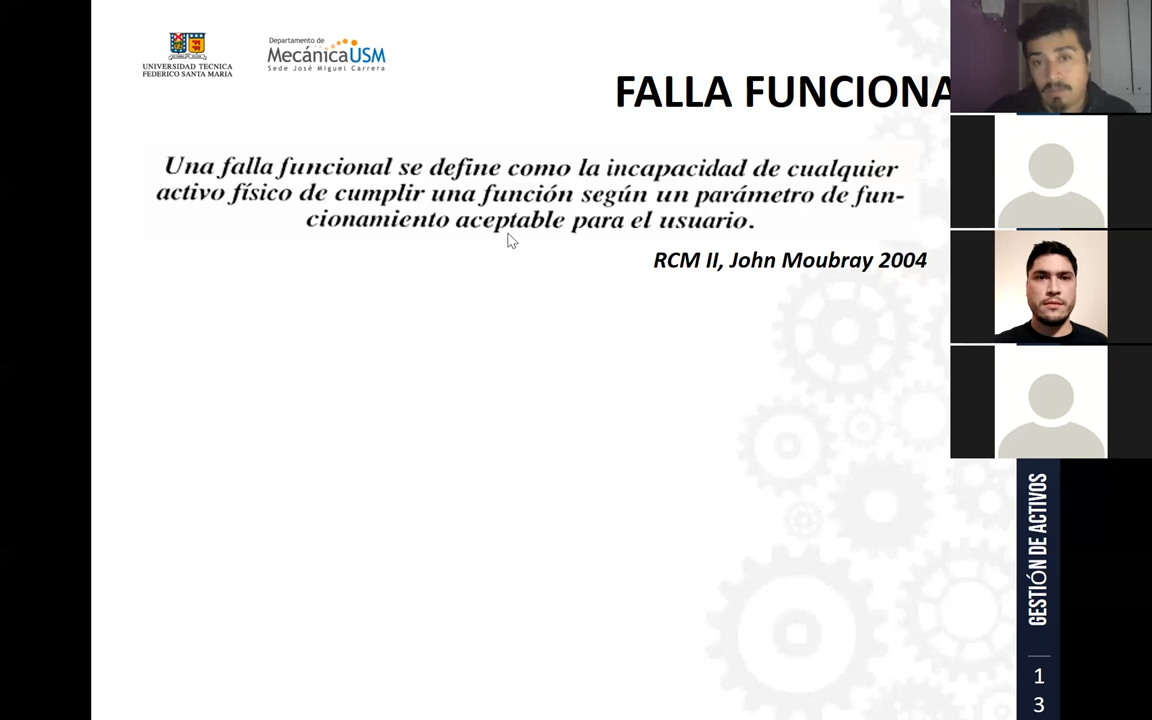 UNIVERSIDAD TECNICA
FEDERICO SANTA MARIA
Departamento de
MecánicaUSM
Sede José Miguel Carrera
FALLA FUNCIONA
Una falla funcional se define como la incapacidad de cualquier
activo físico de cumplir una función según un parámetro de fun-
cionamiento aceptable para el usuario.
RCM II, John Moubray 2004
GESTIÓN DE ACTIVOS
1
3